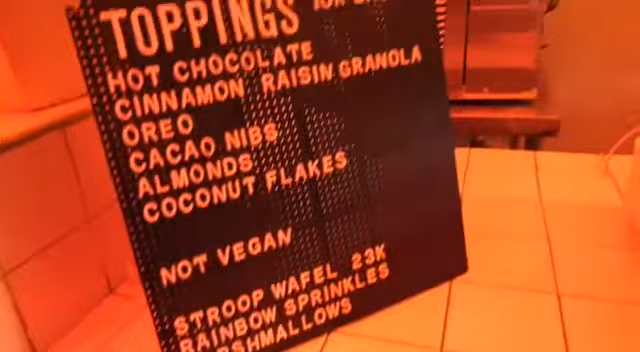 TOPPINGS
HOT CHOCOLATE
CINNAMON RAISIN GRANOLA
OREO
CACAO NIBS
ALMONDS
COCONUT FLAKES
NOT VEGAN
STROOP WAFEL 23K
RAINBOW SPRINKLES